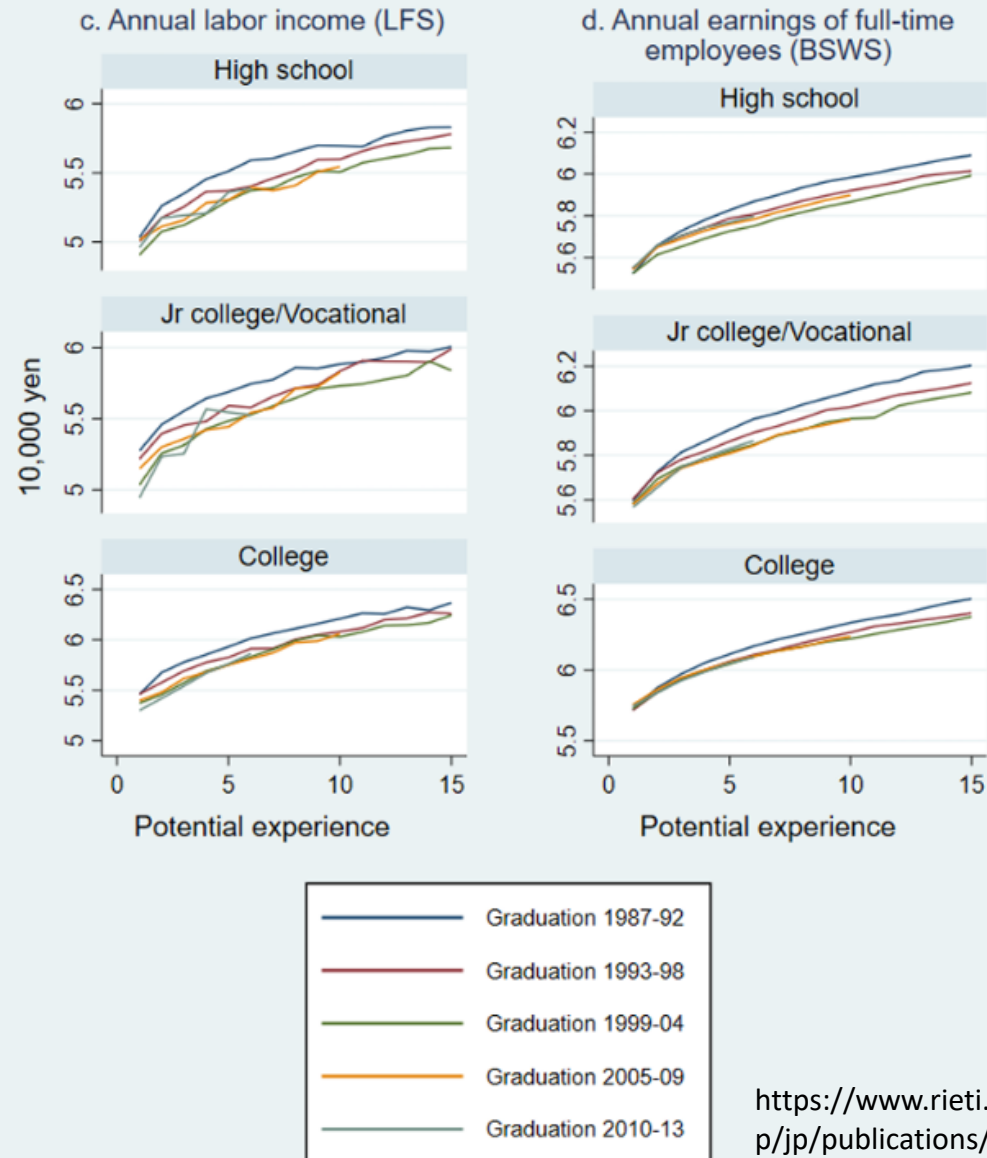 c. Annual labor income (LFS)
High school
6
5.5
5
Jr college/Vocational
6
5.5
5
College
6.5
6
5.5
5
0 5 10 15
Potential experience
10,000 yen
d. Annual earnings of full-time
employees (BSWS)
High school
6.2
6
5.8
5.6
Jr college/Vocational
6.2
6
5.8
5.6
College
6.5
6
5.5
0 5 10 15
Potential experience
Graduation 1987-92
Graduation 1993-98
Graduation 1999-04
Graduation 2005-09
Graduation 2010-13
https://www.rieti.
p/jp/publications/